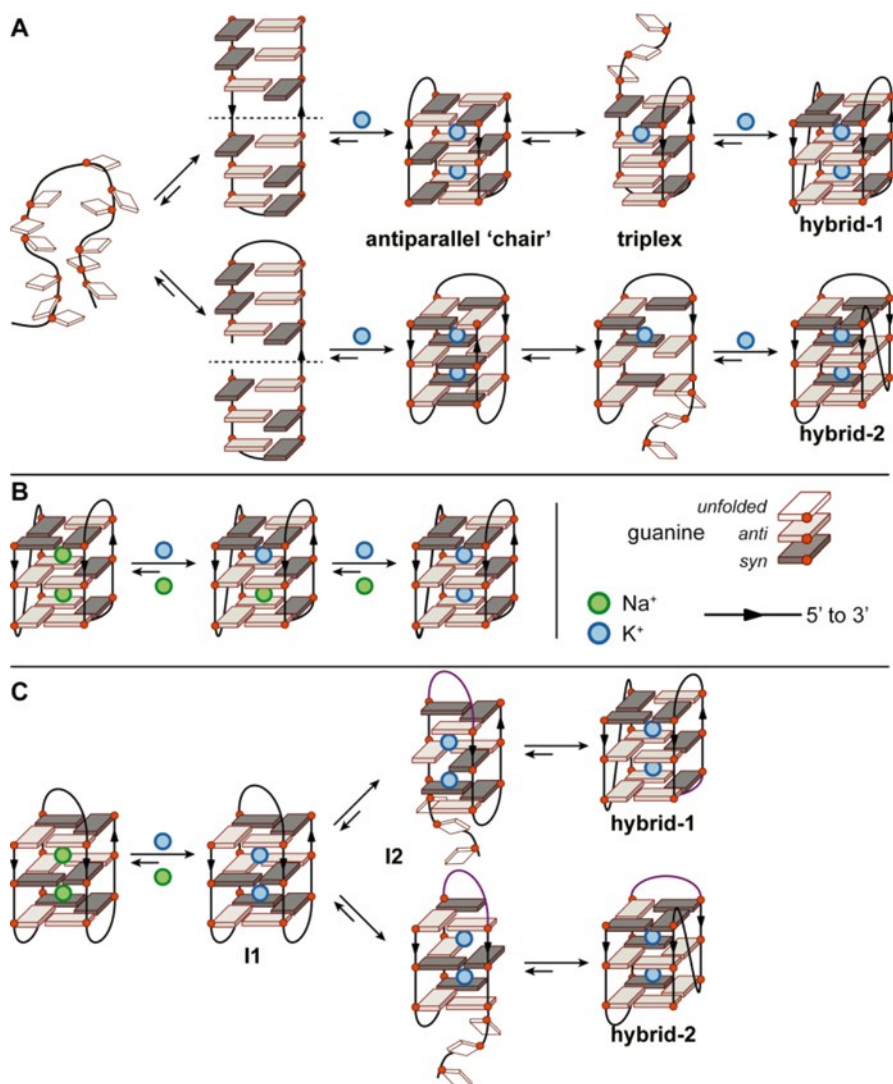 A
antiparallel 'chair'
triplex
hybrid-1
hybrid-2
B
unfolded
guanine
anti
syn
Na⁺
K⁺
5' to 3'
C
hybrid-1
I2
I1
hybrid-2